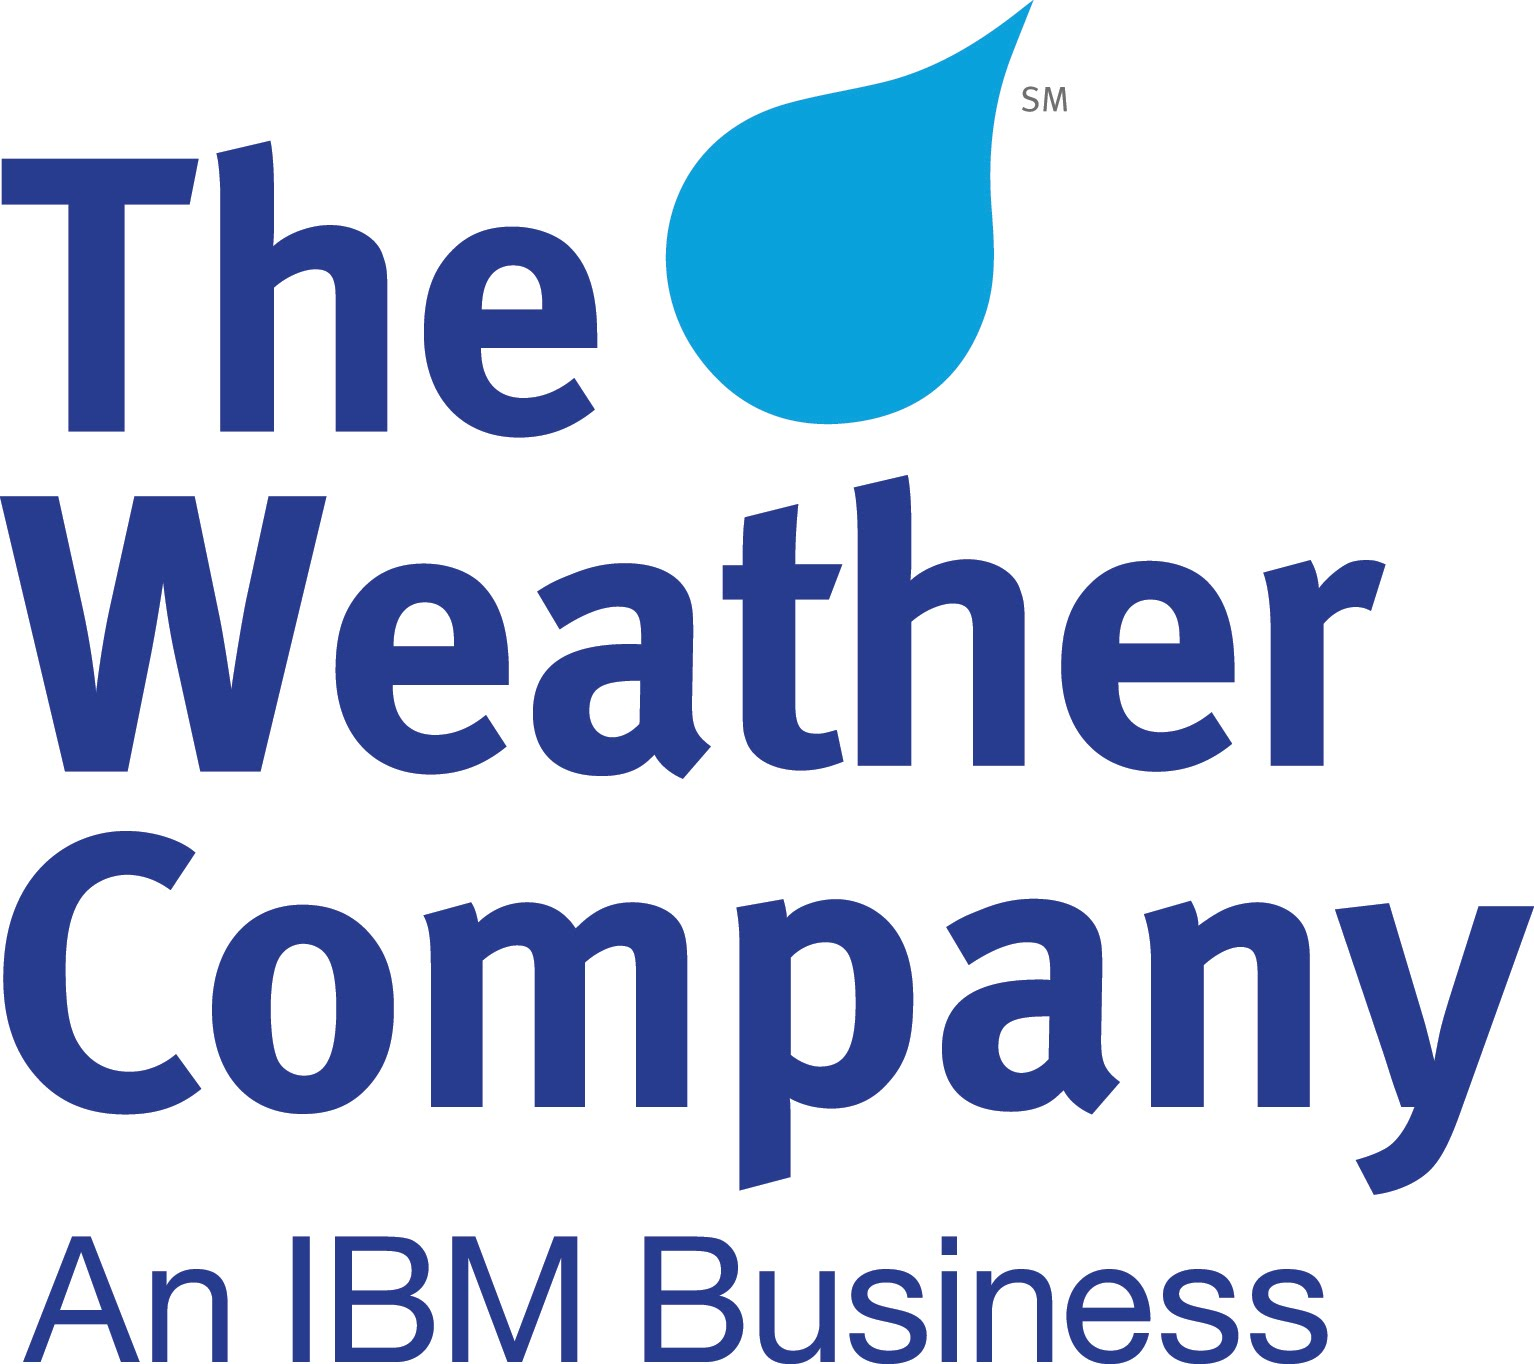 SM
The
Weather
Company
An IBM Business